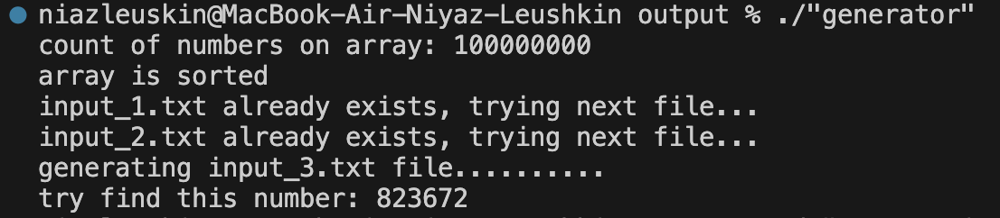 niazleuskin@MacBook-Air-Niyaz-Leushkin output % ./"generator"
count of numbers on array: 100000000
array is sorted
input_1.txt already exists, trying next file...
input_2.txt already exists, trying next file...
generating input_3.txt file..........
try find this number: 823672